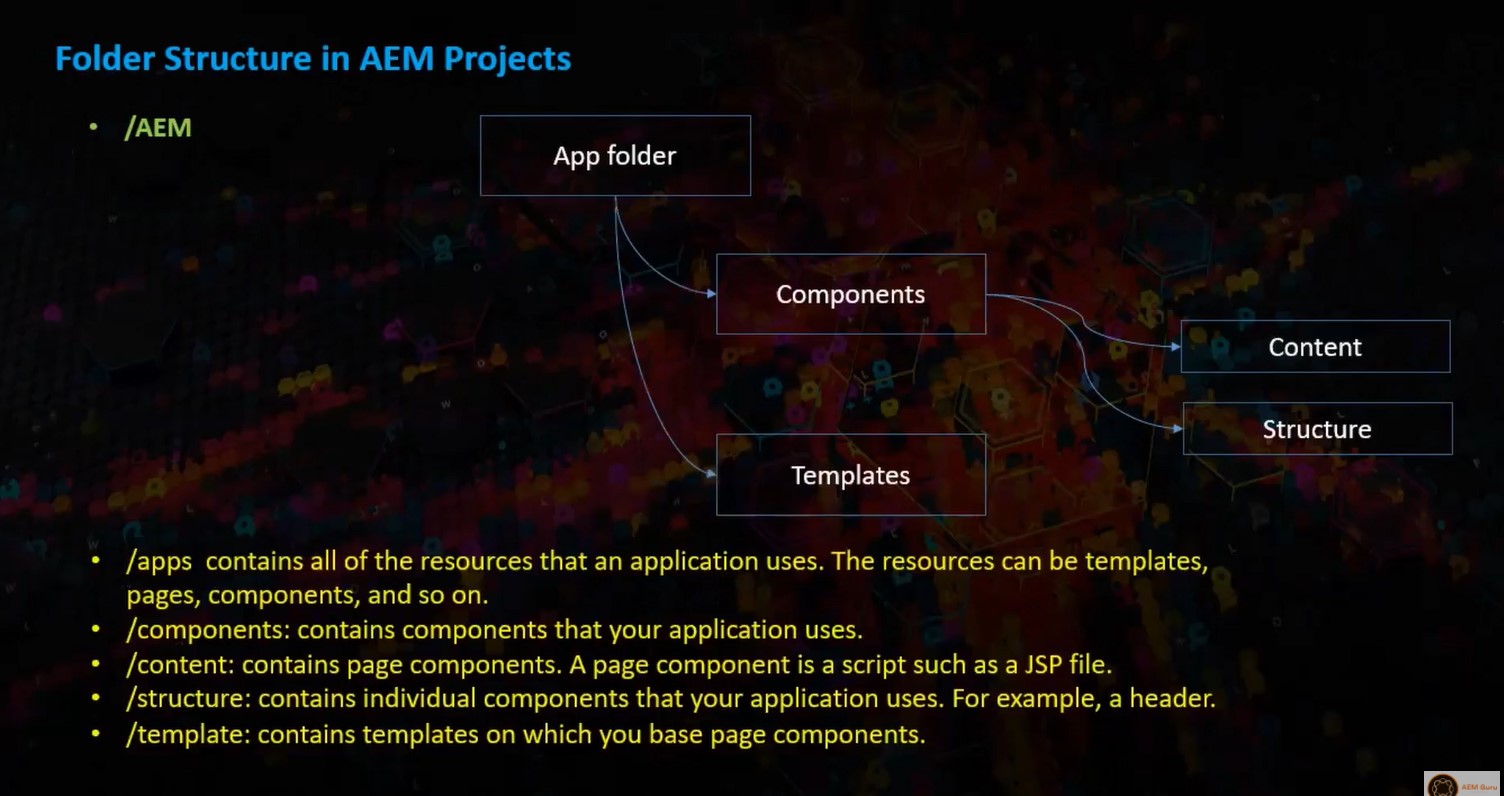 Folder Structure in AEM Projects
• /AEM
App folder
Components
Content
Structure
Templates
• /apps contains all of the resources that an application uses. The resources can be templates,
pages, components, and so on.
• /components: contains components that your application uses.
• /content: contains page components. A page component is a script such as a JSP file.
• /structure: contains individual components that your application uses. For example, a header.
• /template: contains templates on which you base page components.
AEM Guru